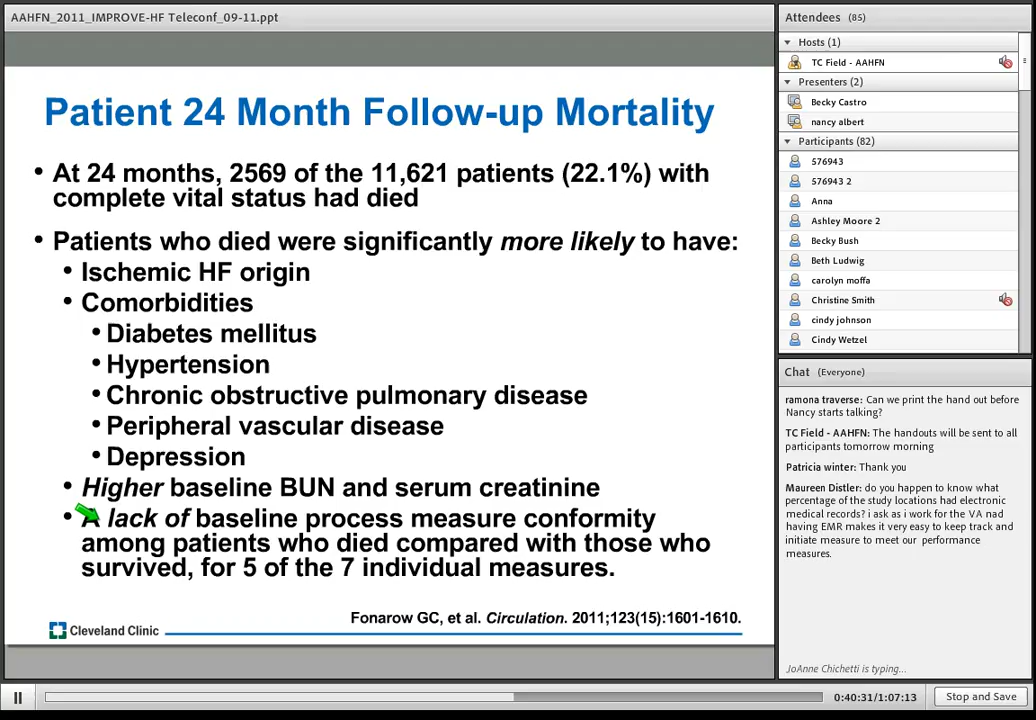 AAHFN_2011_IMPROVE-HF Teleconf_09-11.ppt
Patient 24 Month Follow-up Mortality
• At 24 months, 2569 of the 11,621 patients (22.1%) with
complete vital status had died
• Patients who died were significantly more likely to have:
• Ischemic HF origin
• Comorbidities
• Diabetes mellitus
• Hypertension
• Chronic obstructive pulmonary disease
• Peripheral vascular disease
• Depression
• Higher baseline BUN and serum creatinine
• A lack of baseline process measure conformity
among patients who died compared with those who
survived, for 5 of the 7 individual measures.
Fonarow GC, et al. Circulation. 2011;123(15):1601-1610.
Cleveland Clinic
Attendees (85)
Hosts (1)
TC Field - AAHFN
Presenters (2)
Becky Castro
nancy albert
Participants (82)
576943
576943 2
Anna
Ashley Moore 2
Becky Bush
Beth Ludwig
carolyn moffa
Christine Smith
cindy johnson
Cindy Wetzel
Chat (Everyone)
ramona traverse: Can we print the hand out before
Nancy starts talking?
TC Field - AAHFN: The handouts will be sent to all
participants tomorrow morning
Patricia winter: Thank you
Maureen Distler: do you happen to know what
percentage of the study locations had electronic
medical records? i ask as i work for the VA nad
having EMR makes it very easy to keep track and
initiate measure to meet our performance
measures.
JoAnne Chichetti is typing...
0:40:31/1:07:13
Stop and Save